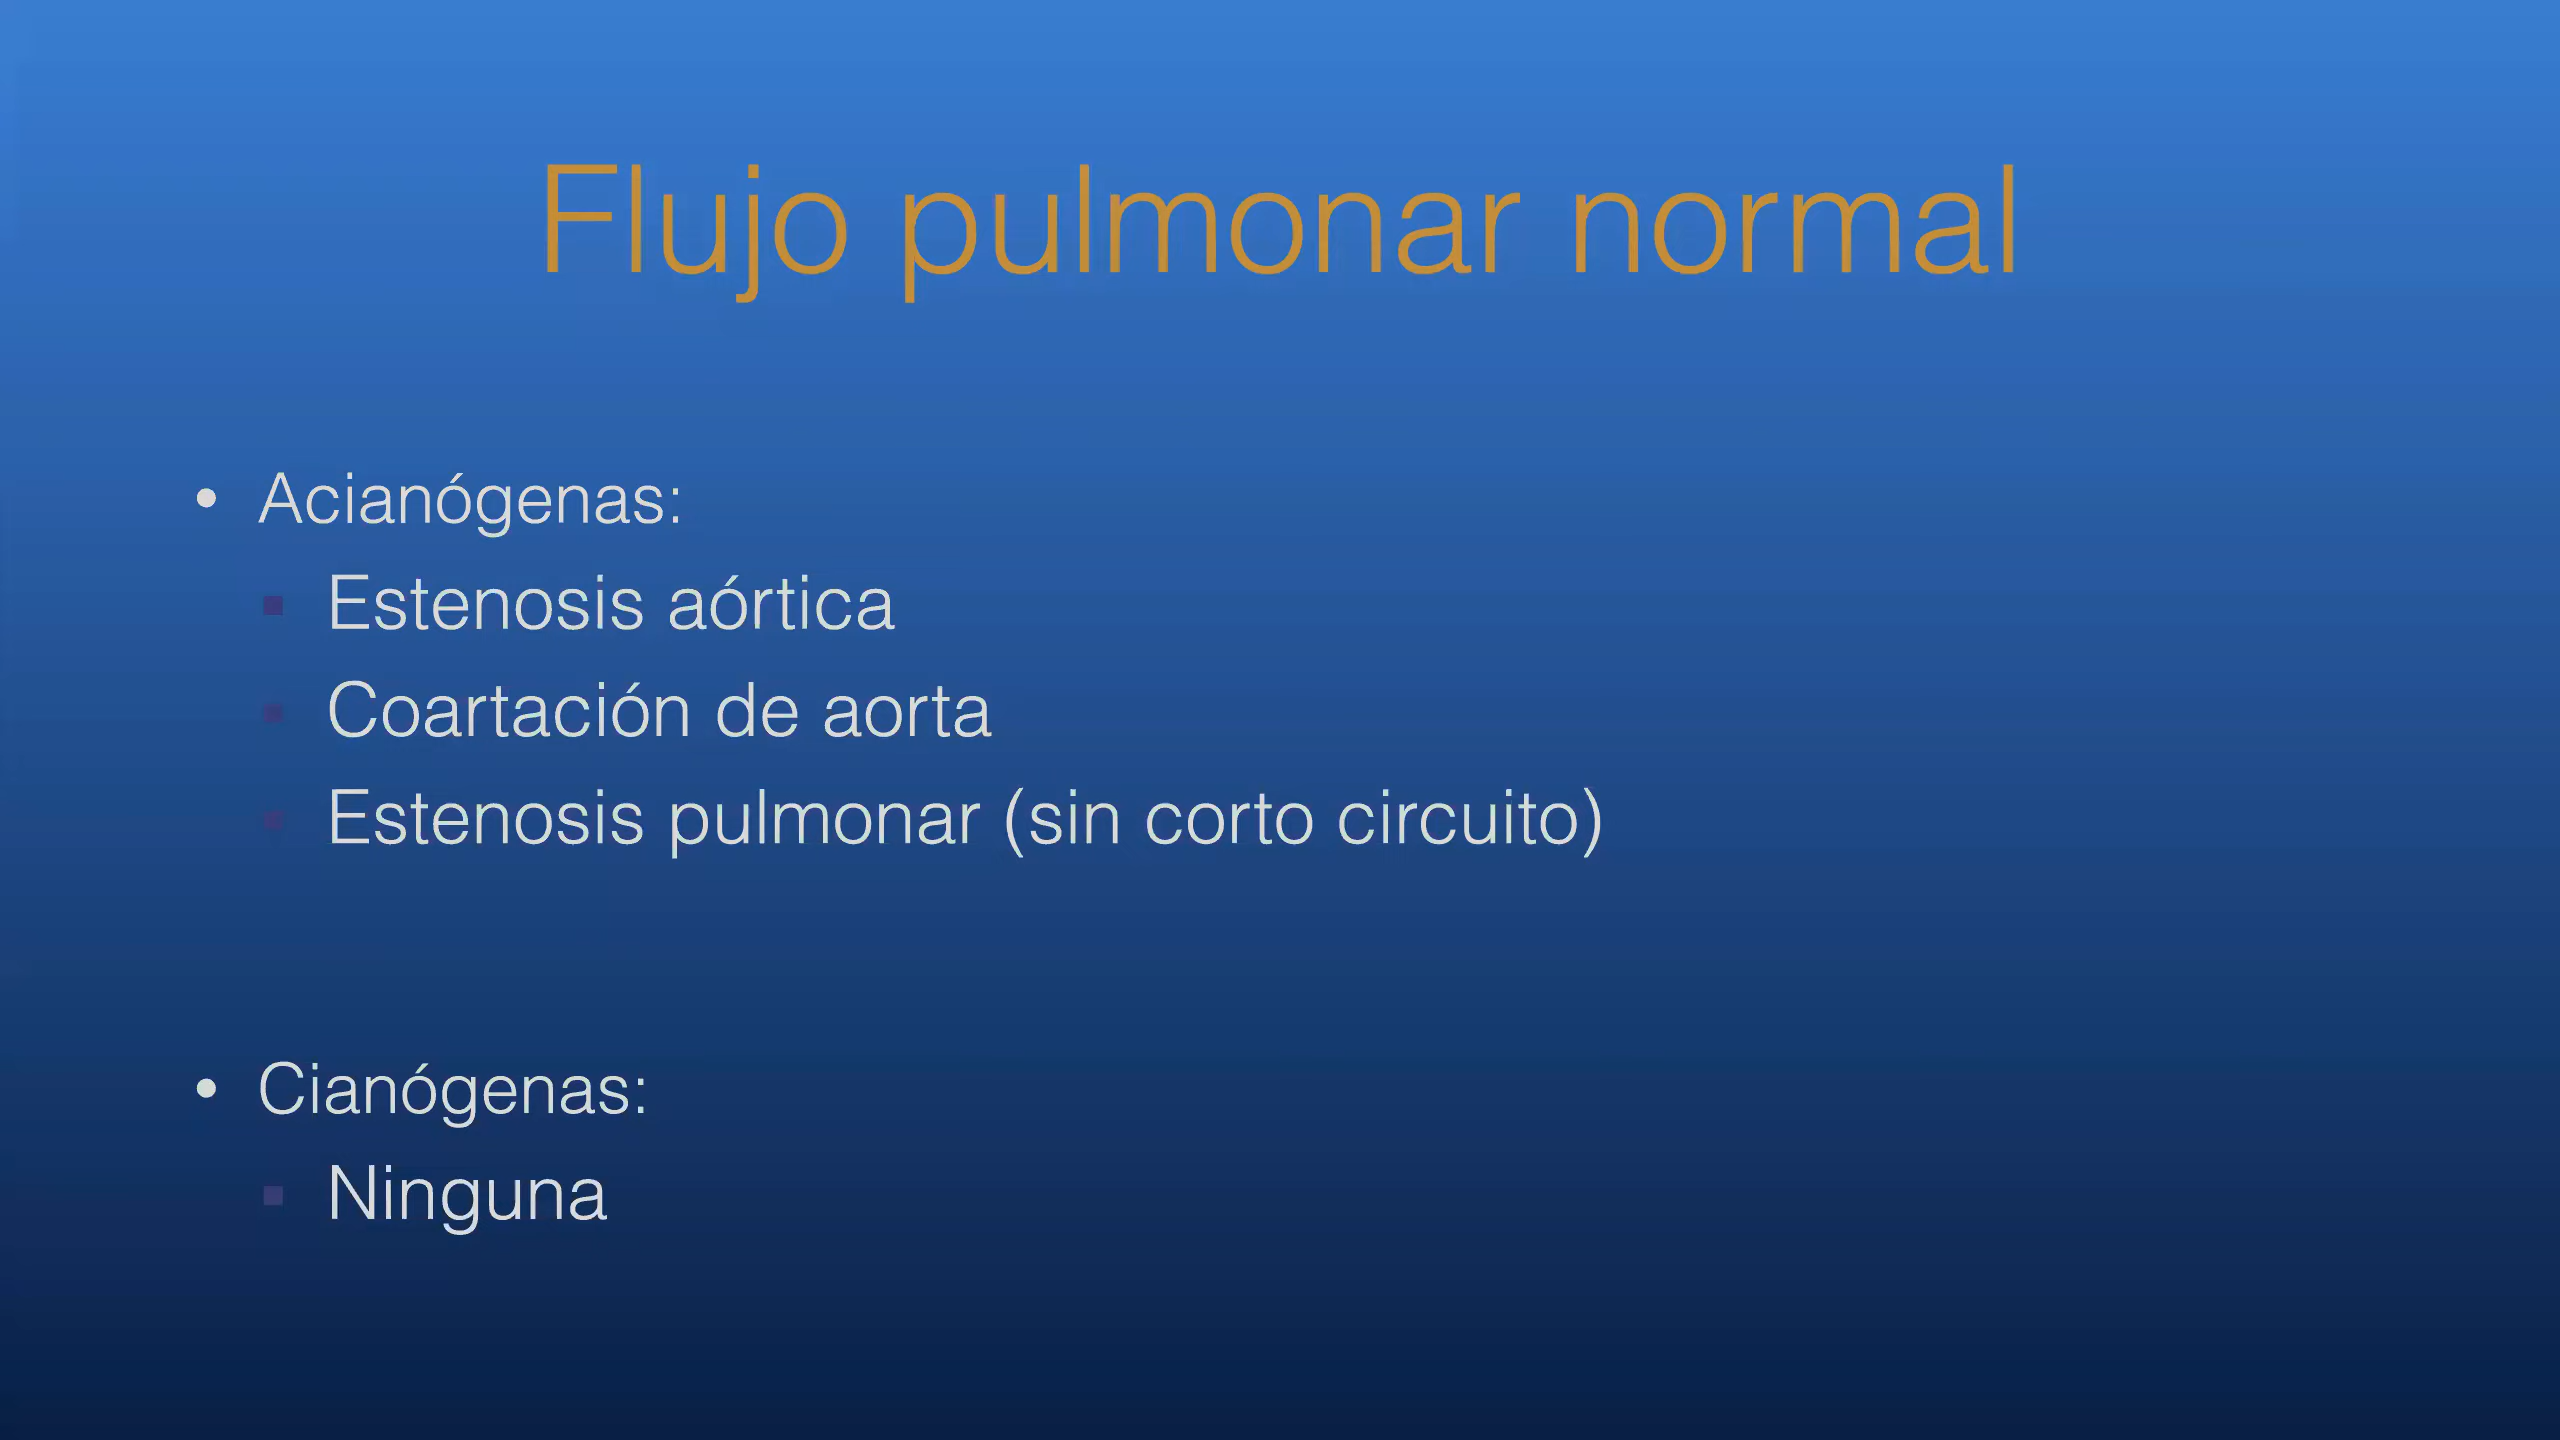 Flujo pulmonar normal
• Acianógenas:
▪ Estenosis aórtica
▪ Coartación de aorta
▪ Estenosis pulmonar (sin corto circuito)
• Cianógenas:
▪ Ninguna